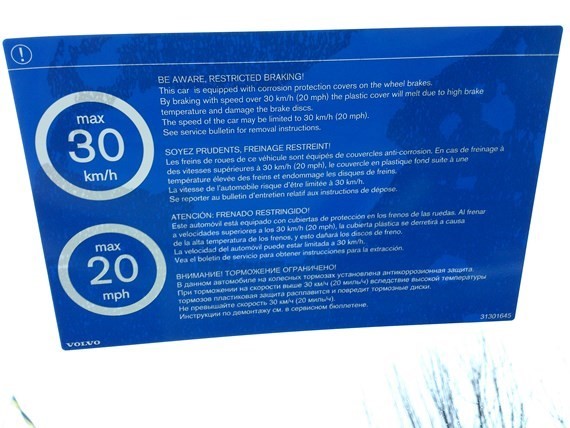 !
BE AWARE, RESTRICTED BRAKING!
This car is equipped with corrosion protection covers on the wheel brakes.
By braking with speed over 30 km/h (20 mph) the plastic cover will melt due to high brake
temperature and damage the brake discs.
The speed of the car may be limited to 30 km/h (20 mph).
See service bulletin for removal instructions.
max
30
km/h
SOYEZ PRUDENTS, FREINAGE RESTREINT!
Les freins de roues de ce véhicule sont équipés de couvercles anti-corrosion. En cas de freinage à
des vitesses supérieures à 30 km/h (20 mph), le couvercle en plastique fond suite à une
température élevée des freins et endommage les disques de freins.
La vitesse de l'automobile risque d'être limitée à 30 km/h.
Se reporter au bulletin d'entretien relatif aux instructions de dépose.
ATENCIÓN: FRENADO RESTRINGIDO!
Este automóvil está equipado con cubiertas de protección en los frenos de las ruedas. Al frenar
a velocidades superiores a los 30 km/h (20 mph), la cubierta plástica se derretirá a causa
de la alta temperatura de los frenos, y esto dañará los discos de freno.
La velocidad del automóvil puede estar limitada a 30 km/h.
Vea el boletín de servicio para obtener instrucciones para la extracción.
max
20
mph
ВНИМАНИЕ! ТОРМОЖЕНИЕ ОГРАНИЧЕНО!
В данном автомобиле на колесных тормозах установлена антикоррозионная защита.
При торможении на скорости выше 30 км/ч (20 миль/ч) вследствие высокой температуры
тормозов пластиковая защита расплавится и повредит тормозные диски.
Не превышайте скорость 30 км/ч (20 миль/ч).
Инструкции по демонтажу см. в сервисном бюллетене.
VOLVO
31301645